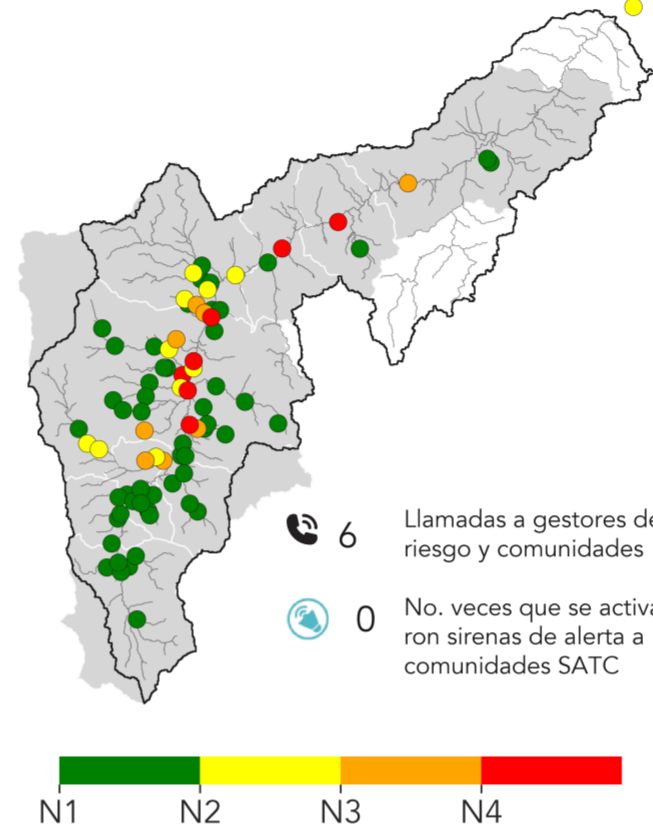 6
Llamadas a gestores de
riesgo y comunidades
0
No. veces que se activa
ron sirenas de alerta a
comunidades SATC
N1 N2 N3 N4